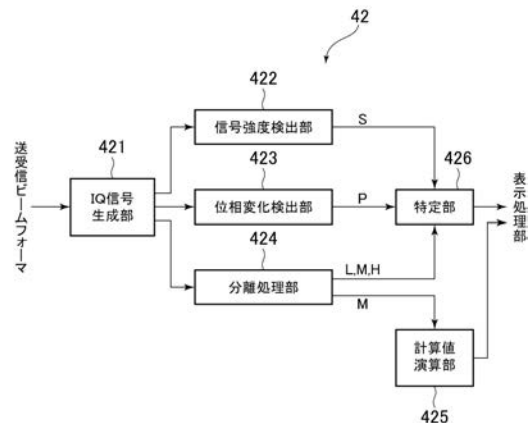 42
422
信号強度検出部
S
421
423
426
送受信ビームフォーマ
IQ信号
生成部
位相変化検出部
P
特定部
表示処理部
424
分離処理部
L,M,H
M
計算値
演算部
425